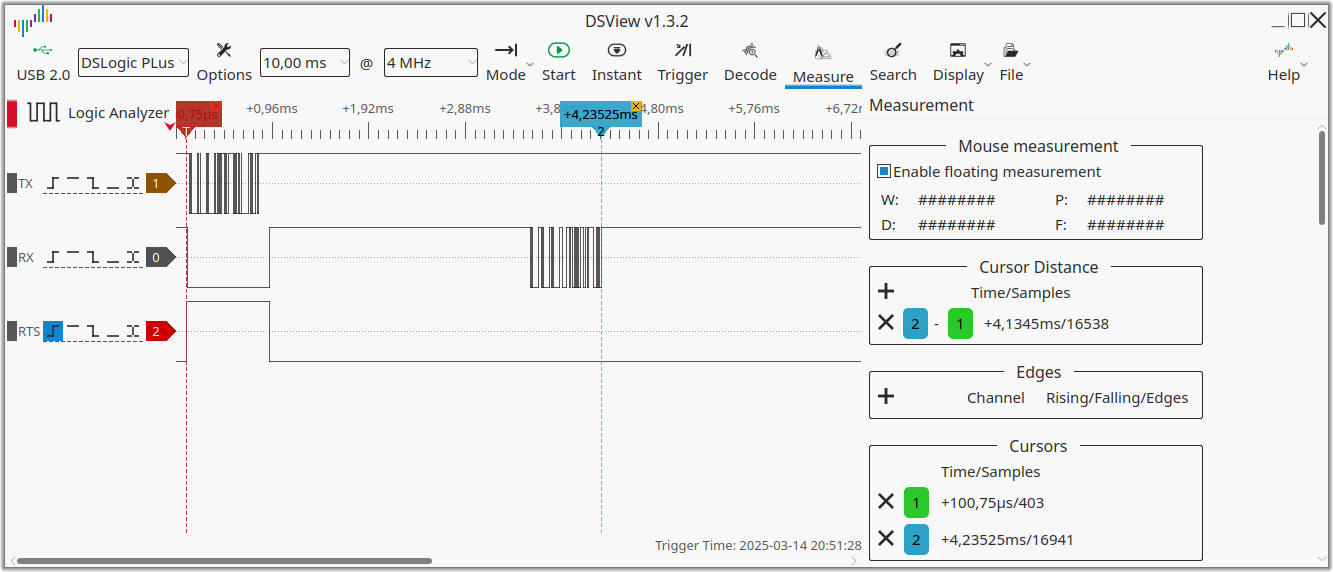 DSView v1.3.2
USB 2.0 DSLogic PLus Options 10,00 ms @ 4 MHz Mode Start Instant Trigger Decode Measure Search Display File Help
Logic Analyzer 0,75µs +0,96ms +1,92ms +2,88ms +3,8 +4,23525ms 4,80ms +5,76ms +6,72r
T 2
TX 1
RX 0
RTS 2
Trigger Time: 2025-03-14 20:51:28
Measurement
Mouse measurement
Enable floating measurement
W: ######## P: ########
D: ######## F: ########
Cursor Distance
Time/Samples
2 - 1 +4,1345ms/16538
Edges
Channel Rising/Falling/Edges
Cursors
Time/Samples
1 +100,75µs/403
2 +4,23525ms/16941